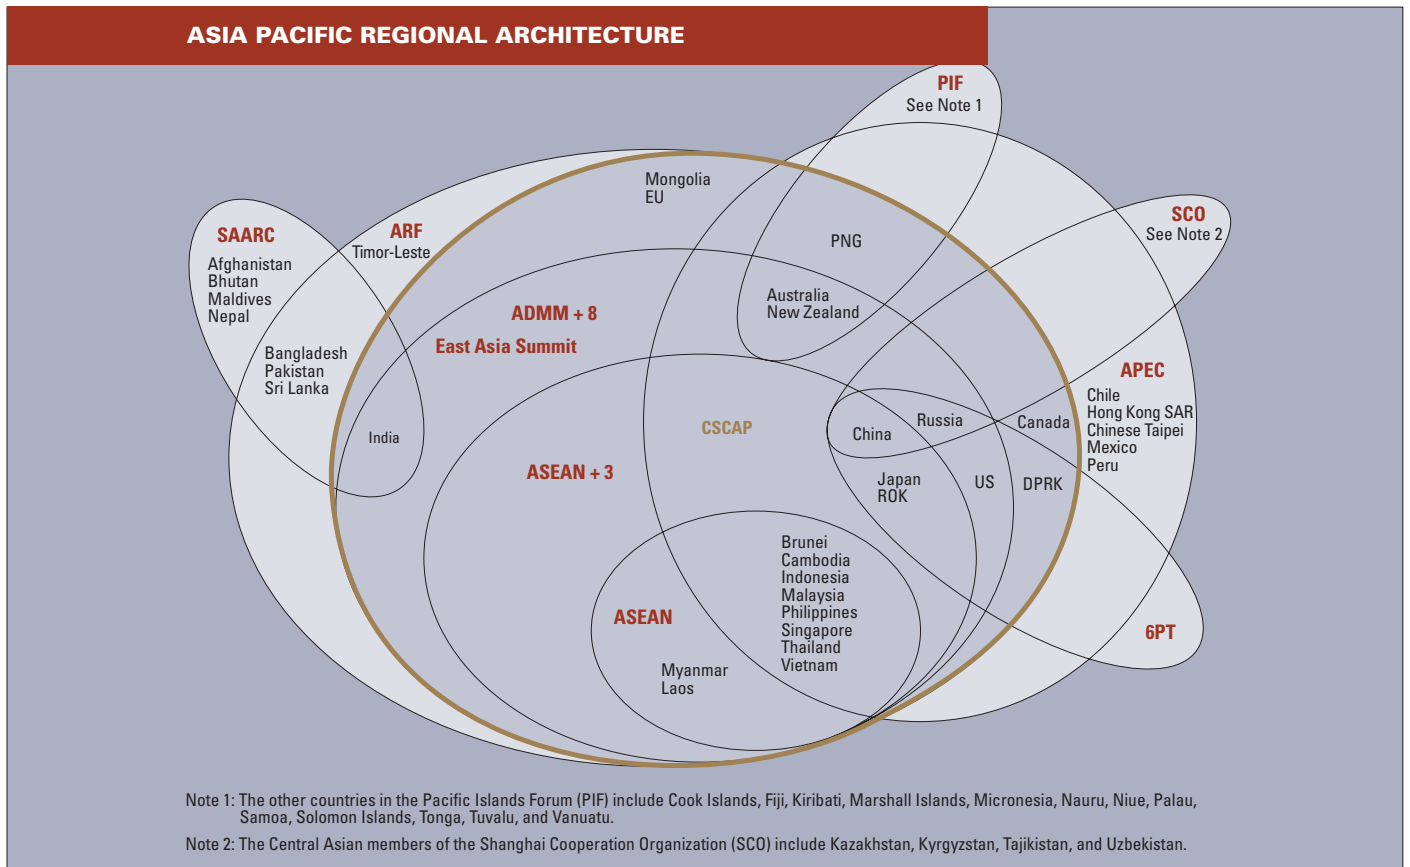 ASIA PACIFIC REGIONAL ARCHITECTURE
PIF
See Note 1
Mongolia
EU
SCO
See Note 2
SAARC
Afghanistan
Bhutan
Maldives
Nepal
ARF
Timor-Leste
PNG
Australia
New Zealand
ADMM + 8
East Asia Summit
Bangladesh
Pakistan
Sri Lanka
APEC
Chile
Hong Kong SAR
Chinese Taipei
Mexico
Peru
India
CSCAP
China
Russia
Canada
ASEAN + 3
Japan
ROK
US
DPRK
Brunei
Cambodia
Indonesia
Malaysia
Philippines
Singapore
Thailand
Vietnam
ASEAN
Myanmar
Laos
6PT
Note 1: The other countries in the Pacific Islands Forum (PIF) include Cook Islands, Fiji, Kiribati, Marshall Islands, Micronesia, Nauru, Niue, Palau,
Samoa, Solomon Islands, Tonga, Tuvalu, and Vanuatu.
Note 2: The Central Asian members of the Shanghai Cooperation Organization (SCO) include Kazakhstan, Kyrgyzstan, Tajikistan, and Uzbekistan.